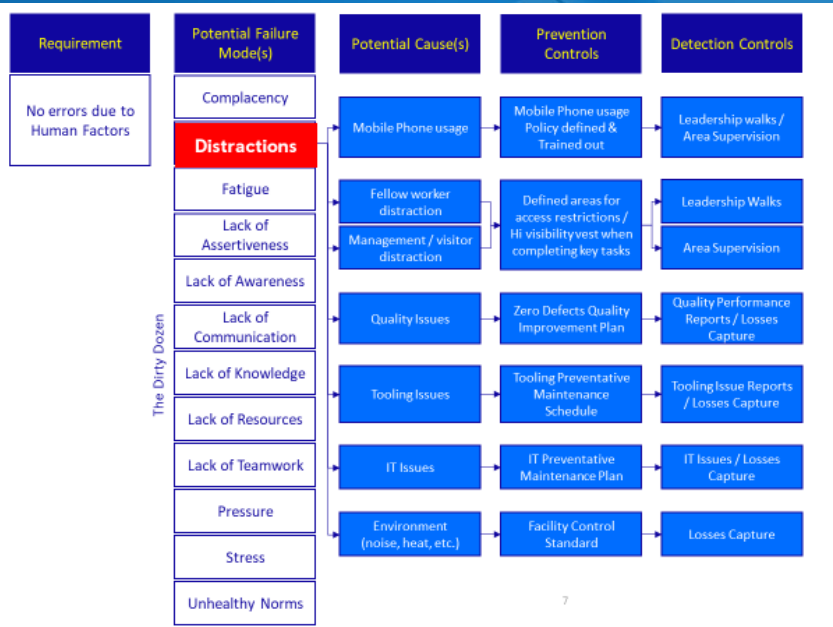 Requirement
Potential Failure
Mode(s)
Potential Cause(s)
Prevention
Controls
Detection Controls
No errors due to
Human Factors
The Dirty Dozen
Complacency
Distractions
Fatigue
Lack of
Assertiveness
Lack of Awareness
Lack of
Communication
Lack of Knowledge
Lack of Resources
Lack of Teamwork
Pressure
Stress
Unhealthy Norms
Mobile Phone usage
Mobile Phone usage
Policy defined &
Trained out
Leadership walks /
Area Supervision
Fellow worker
distraction
Management / visitor
distraction
Defined areas for
access restrictions /
Hi visibility vest when
completing key tasks
Leadership Walks
Area Supervision
Quality Issues
Zero Defects Quality
Improvement Plan
Quality Performance
Reports / Losses
Capture
Tooling Issues
Tooling Preventative
Maintenance
Schedule
Tooling Issue Reports
/ Losses Capture
IT Issues
IT Preventative
Maintenance Plan
IT Issues / Losses
Capture
Environment
(noise, heat, etc.)
Facility Control
Standard
Losses Capture
7